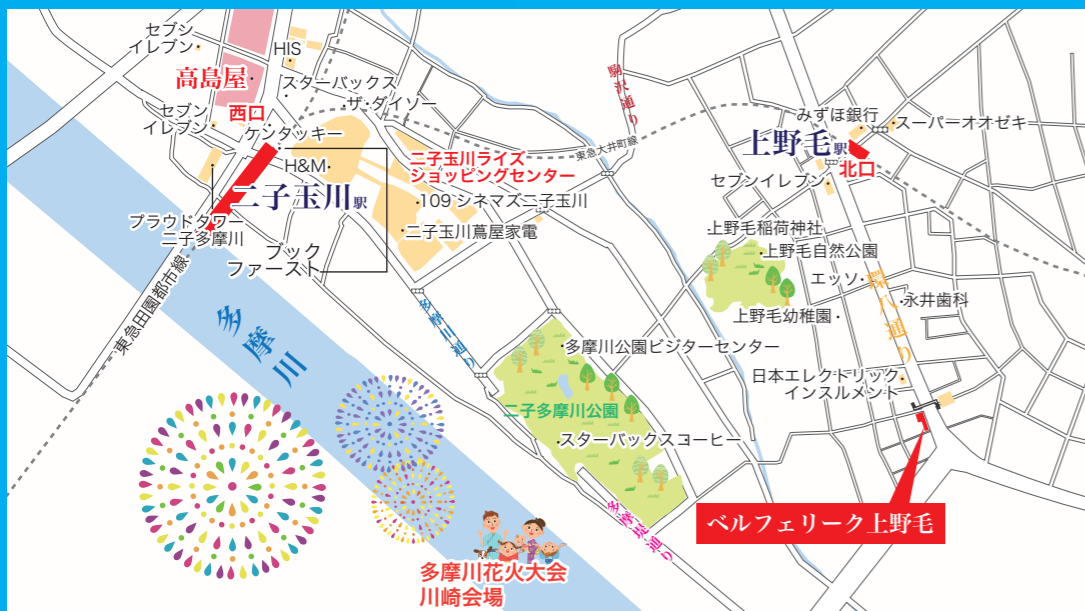 セブン
イレブン
HIS
高島屋
スターバックス
ザ・ダイソー
セブン
イレブン
西口
ケンタッキー
H&M
二子玉川駅
プラウドタワー
二子多摩川
ブック
ファースト
二子玉川ライズ
ショッピングセンター
109 シネマズ二子玉川
二子玉川蔦屋家電
駒沢通り
東急大井町線
みずほ銀行
スーパーオオゼキ
上野毛駅
北口
セブンイレブン
上野毛稲荷神社
上野毛自然公園
エッソ
環八通り
永井歯科
上野毛幼稚園
東急田園都市線
多摩川
多摩川通り
多摩川公園ビジターセンター
日本エレクトリック
インスルメント
二子多摩川公園
スターバックスコーヒー
多摩堤通り
ベルフェリーク上野毛
多摩川花火大会
川崎会場